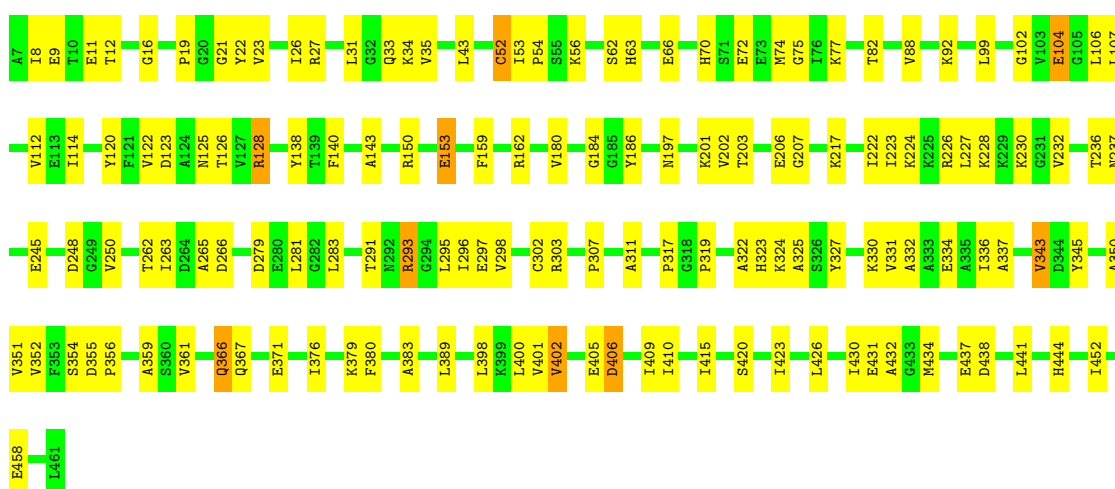 A7 I8 E9 T10 E11 T12 G16 P19 G20 G21 Y22 V23 I26 R27 L31 G32 Q33 K34 V35 L43 C52 I53 P54 S55 K56 S62 H63 E66 H70 S71 E72 E73 M74 G75 I76 K77 T82 V88 K92 L99 G102 V103 E104 G105 L106
V112 E113 I114 Y120 F121 V122 D123 A124 N125 T126 V127 R128 Y138 T139 F140 A143 R150 E153 F159 R162 V180 G184 G185 Y186 N197 K201 V202 T203 E206 G207 K217 I222 I223 K224 K225 R226 L227 K228 K229 K230 G231 V232 T236
E245 D248 G249 V250 T262 I263 D264 A265 D266 D279 E280 L281 G282 L283 T291 N292 R293 G294 L295 I296 E297 V298 C302 R303 P307 A311 P317 G318 P319 A322 H323 K324 A325 S326 Y327 K330 V331 A332 A333 E334 A335 I336 A337 V343 D344 Y345
V351 V352 F353 S354 D355 P356 A359 S360 V361 Q366 Q367 E371 I376 K379 F380 A383 L389 L398 K399 L400 V401 V402 E405 D406 I409 I410 I415 S420 I423 L426 I430 E431 A432 G433 M434 E437 D438 L441 H444 I452
E458 L461